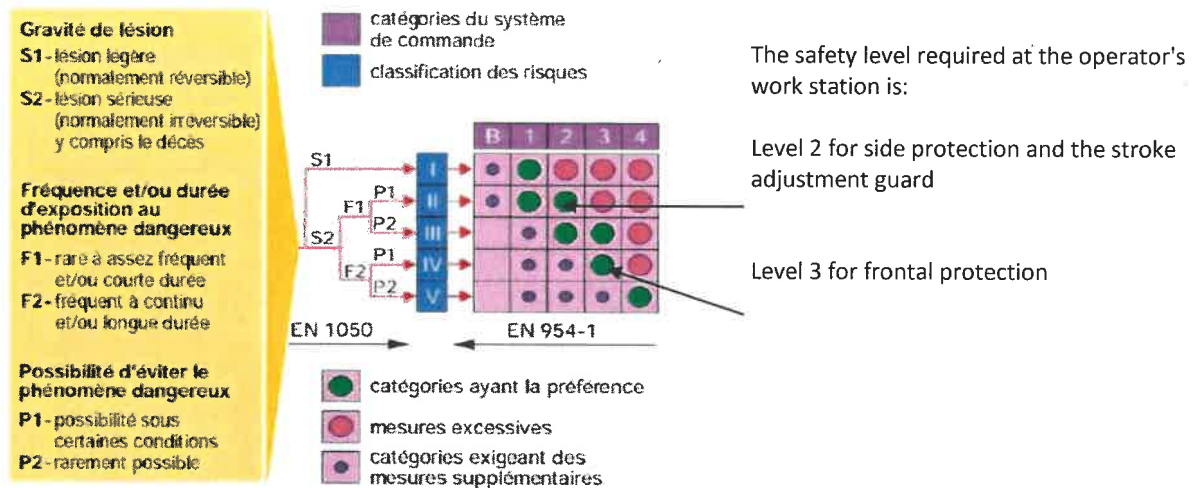 Gravité de lésion
S1-lésion légère
(normalement réversible)
S2-lésion sérieuse
(normalement irreversible)
y compris le décès
Fréquence et/ou durée
d'exposition au
phénomène dangereux
F1-rare à assez fréquent
et/ou courte durée
F2-fréquent à continu
et/ou longue durée
Possibilité d'éviter le
phénomène dangereux
P1-possibilité sous
certaines conditions
P2-rarement possible
catégories du système
de commande
classification des risques
B 1 2 3 4
S1
I
P1
II
F1
P2
III
S2
P1
IV
F2
P2
V
EN 1050
EN 954-1
catégories ayant la préférence
mesures excessives
catégories exigeant des
mesures supplémentaires
The safety level required at the operator's
work station is:
Level 2 for side protection and the stroke
adjustment guard
Level 3 for frontal protection